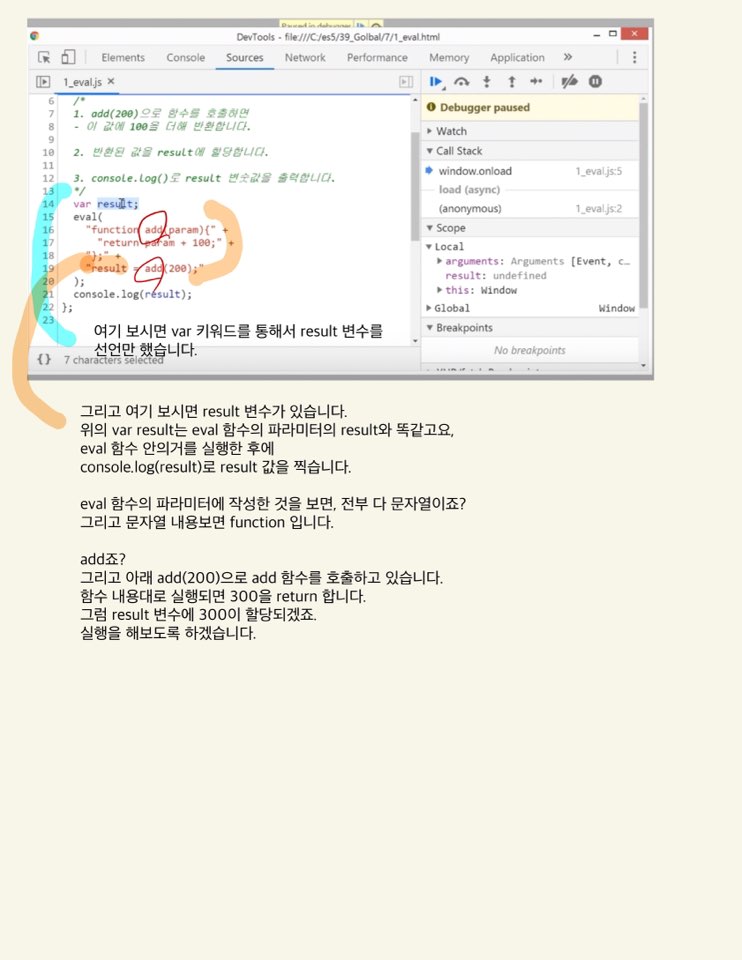 Paused in debugger
DevTools - file:///C:/es5/39_Golbal/7/1_eval.html
Elements Console Sources Network Performance Memory Application »
1_eval.js ×
6 /*
7 1. add(200)으로 함수를 호출하면
8 - 이 값에 100을 더해 반환합니다.
9
10 2. 반환된 값을 result에 할당합니다.
11
12 3. console.log()로 result 변숫값을 출력합니다.
13 */
14 var result;
15 eval(
16 "function add(param){" +
17 "return param + 100;" +
18 "};" +
19 "result = add(200);"
20 );
21 console.log(result);
22 };
23
여기 보시면 var 키워드를 통해서 result 변수를
선언만 했습니다.
{} 7 characters selected
Debugger paused
Watch
Call Stack
window.onload 1_eval.js:5
load (async)
(anonymous) 1_eval.js:2
Scope
Local
arguments: Arguments [Event, c…
result: undefined
this: Window
Global Window
Breakpoints
No breakpoints
그리고 여기 보시면 result 변수가 있습니다.
위의 var result는 eval 함수의 파라미터의 result와 똑같고요,
eval 함수 안의거를 실행한 후에
console.log(result)로 result 값을 찍습니다.
eval 함수의 파라미터에 작성한 것을 보면, 전부 다 문자열이죠?
그리고 문자열 내용보면 function 입니다.
add죠?
그리고 아래 add(200)으로 add 함수를 호출하고 있습니다.
함수 내용대로 실행되면 300을 return 합니다.
그럼 result 변수에 300이 할당되겠죠.
실행을 해보도록 하겠습니다.